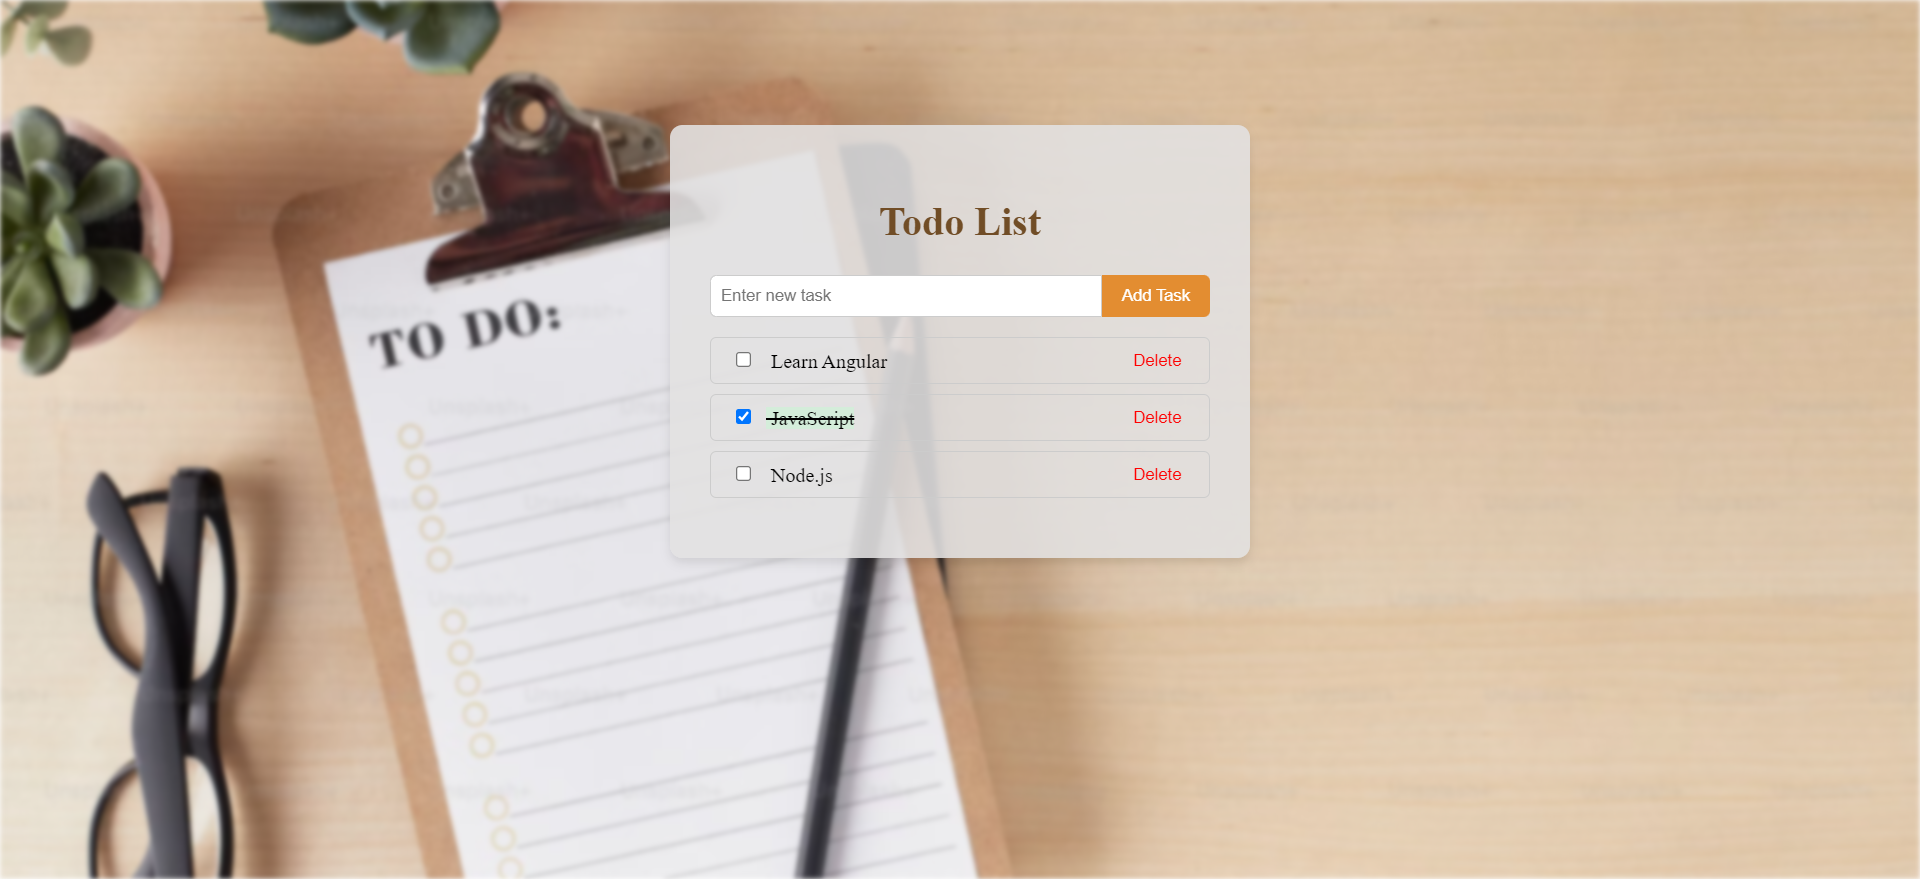 Todo List
Enter new task
Add Task
Learn Angular
Delete
JavaScript
Delete
Node.js
Delete
TO DO: